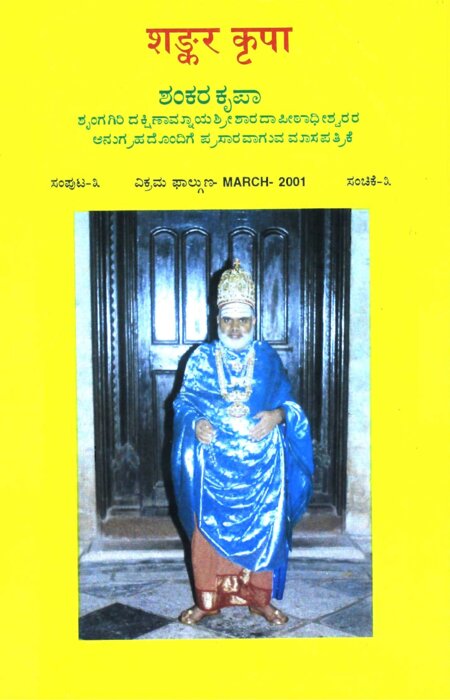 शङ्कर कृपा
ಶಂಕರ ಕೃಪಾ
ಶೃಂಗಗಿರಿ ದಕ್ಷಿಣಾಮ್ನಾಯ ಶ್ರೀಶಾರದಾಪೀಠಾಧೀಶ್ವರರ
ಅನುಗ್ರಹದೊಂದಿಗೆ ಪ್ರಸಾರವಾಗುವ ಮಾಸಪತ್ರಿಕೆ
ಸಂಪುಟ-೩ ವಿಕ್ರಮ ಫಾಲ್ಗುಣ- MARCH- 2001 ಸಂಚಿಕೆ-೩